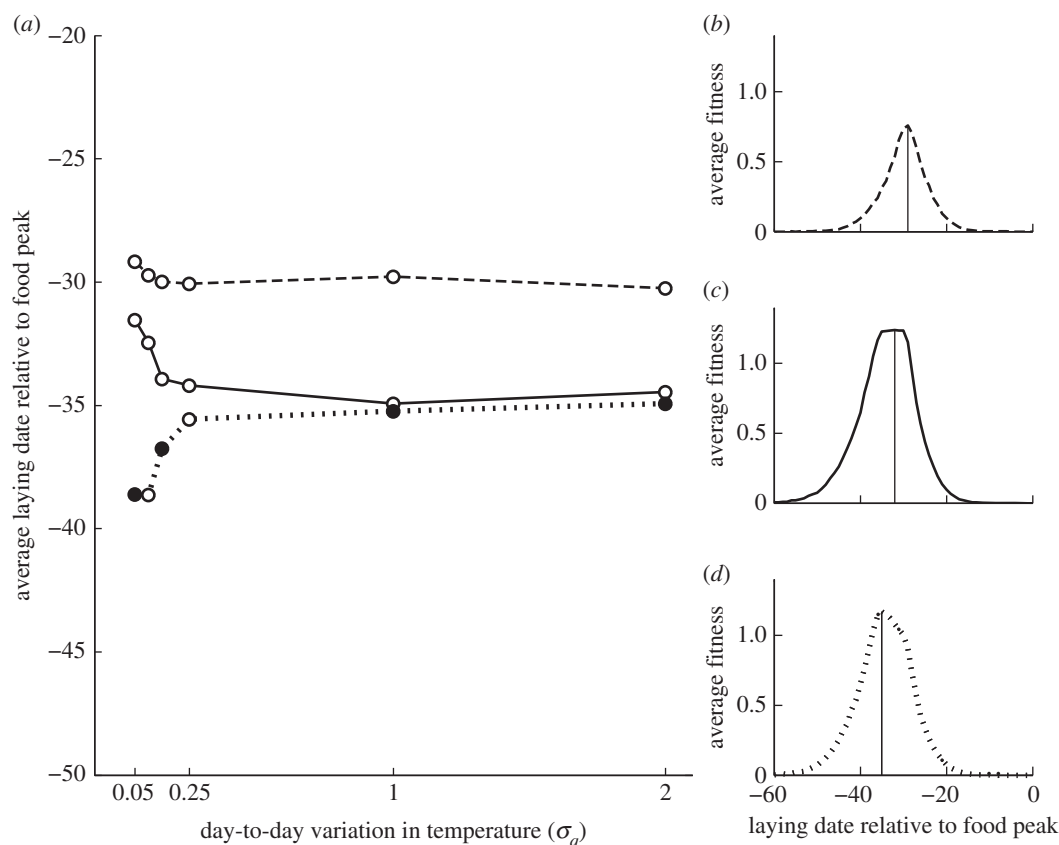 (a)
−20
−25
−30
−35
−40
−45
−50
average laying date relative to food peak
0.05
0.25
1
2
day-to-day variation in temperature (σa)
(b)
average fitness
1.0
0.5
0
(c)
average fitness
1.0
0.5
0
(d)
average fitness
1.0
0.5
0
−60
−40
−20
0
laying date relative to food peak